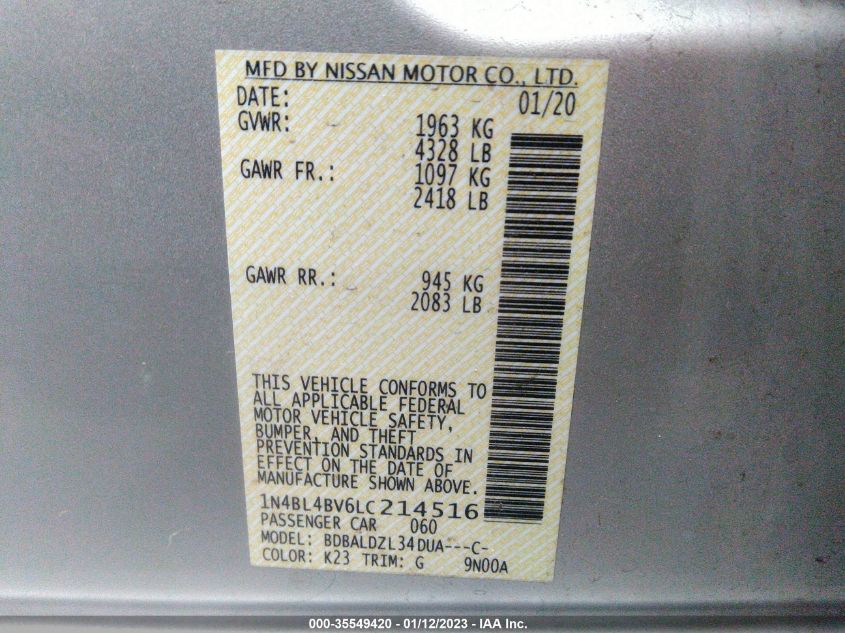 MFD BY NISSAN MOTOR CO., LTD.
DATE: 01/20
GVWR: 1963 KG
4328 LB
GAWR FR.: 1097 KG
2418 LB
GAWR RR.: 945 KG
2083 LB
THIS VEHICLE CONFORMS TO
ALL APPLICABLE FEDERAL
MOTOR VEHICLE SAFETY,
BUMPER, AND THEFT
PREVENTION STANDARDS IN
EFFECT ON THE DATE OF
MANUFACTURE SHOWN ABOVE.
1N4BL4BV6LC214516
PASSENGER CAR 060
MODEL: BDBALDZL34DUA---C-
COLOR: K23 TRIM: G 9N00A
000-35549420 - 01/12/2023 - IAA Inc.